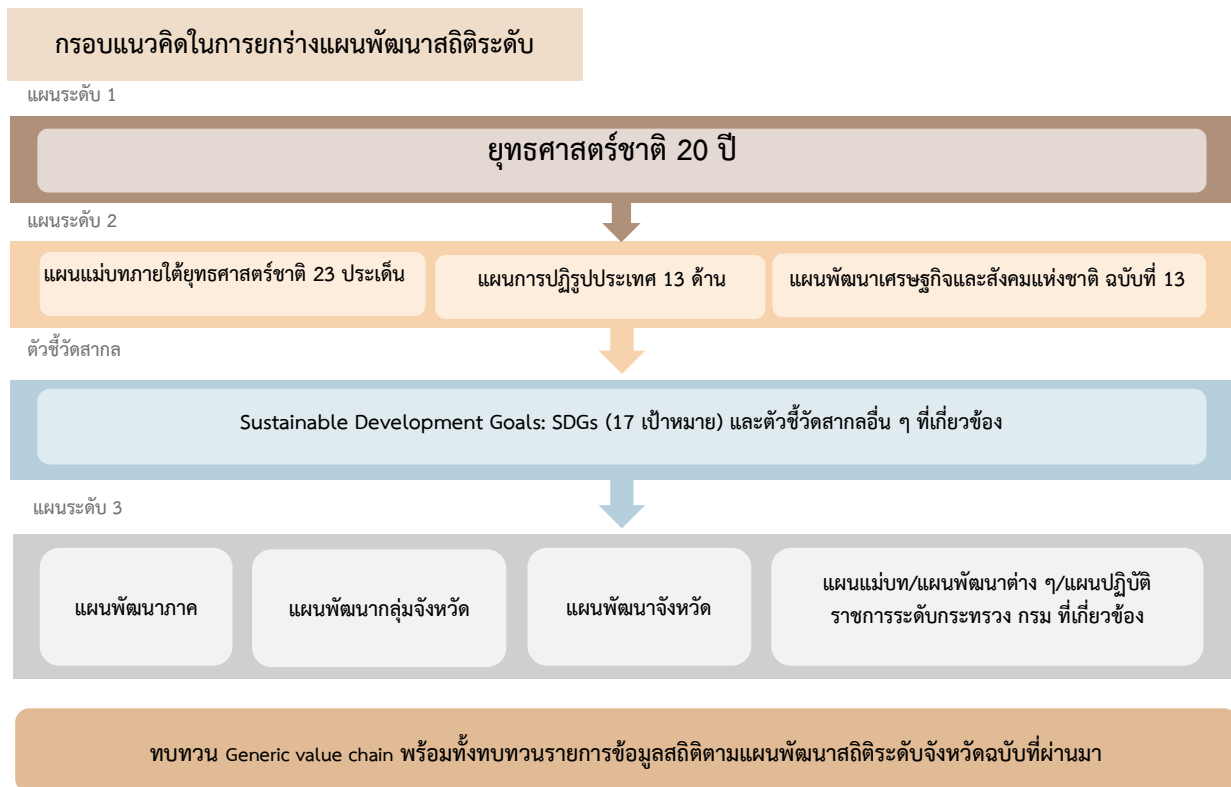 กรอบแนวคิดในการยกร่างแผนพัฒนาสถิติระดับ
แผนระดับ 1
ยุทธศาสตร์ชาติ 20 ปี
แผนระดับ 2
แผนแม่บทภายใต้ยุทธศาสตร์ชาติ 23 ประเด็น
แผนการปฏิรูปประเทศ 13 ด้าน
แผนพัฒนาเศรษฐกิจและสังคมแห่งชาติ ฉบับที่ 13
ตัวชี้วัดสากล
Sustainable Development Goals: SDGs (17 เป้าหมาย) และตัวชี้วัดสากลอื่น ๆ ที่เกี่ยวข้อง
แผนระดับ 3
แผนพัฒนาภาค
แผนพัฒนากลุ่มจังหวัด
แผนพัฒนาจังหวัด
แผนแม่บท/แผนพัฒนาต่าง ๆ/แผนปฏิบัติ
ราชการระดับกระทรวง กรม ที่เกี่ยวข้อง
ทบทวน Generic value chain พร้อมทั้งทบทวนรายการข้อมูลสถิติตามแผนพัฒนาสถิติระดับจังหวัดฉบับที่ผ่านมา